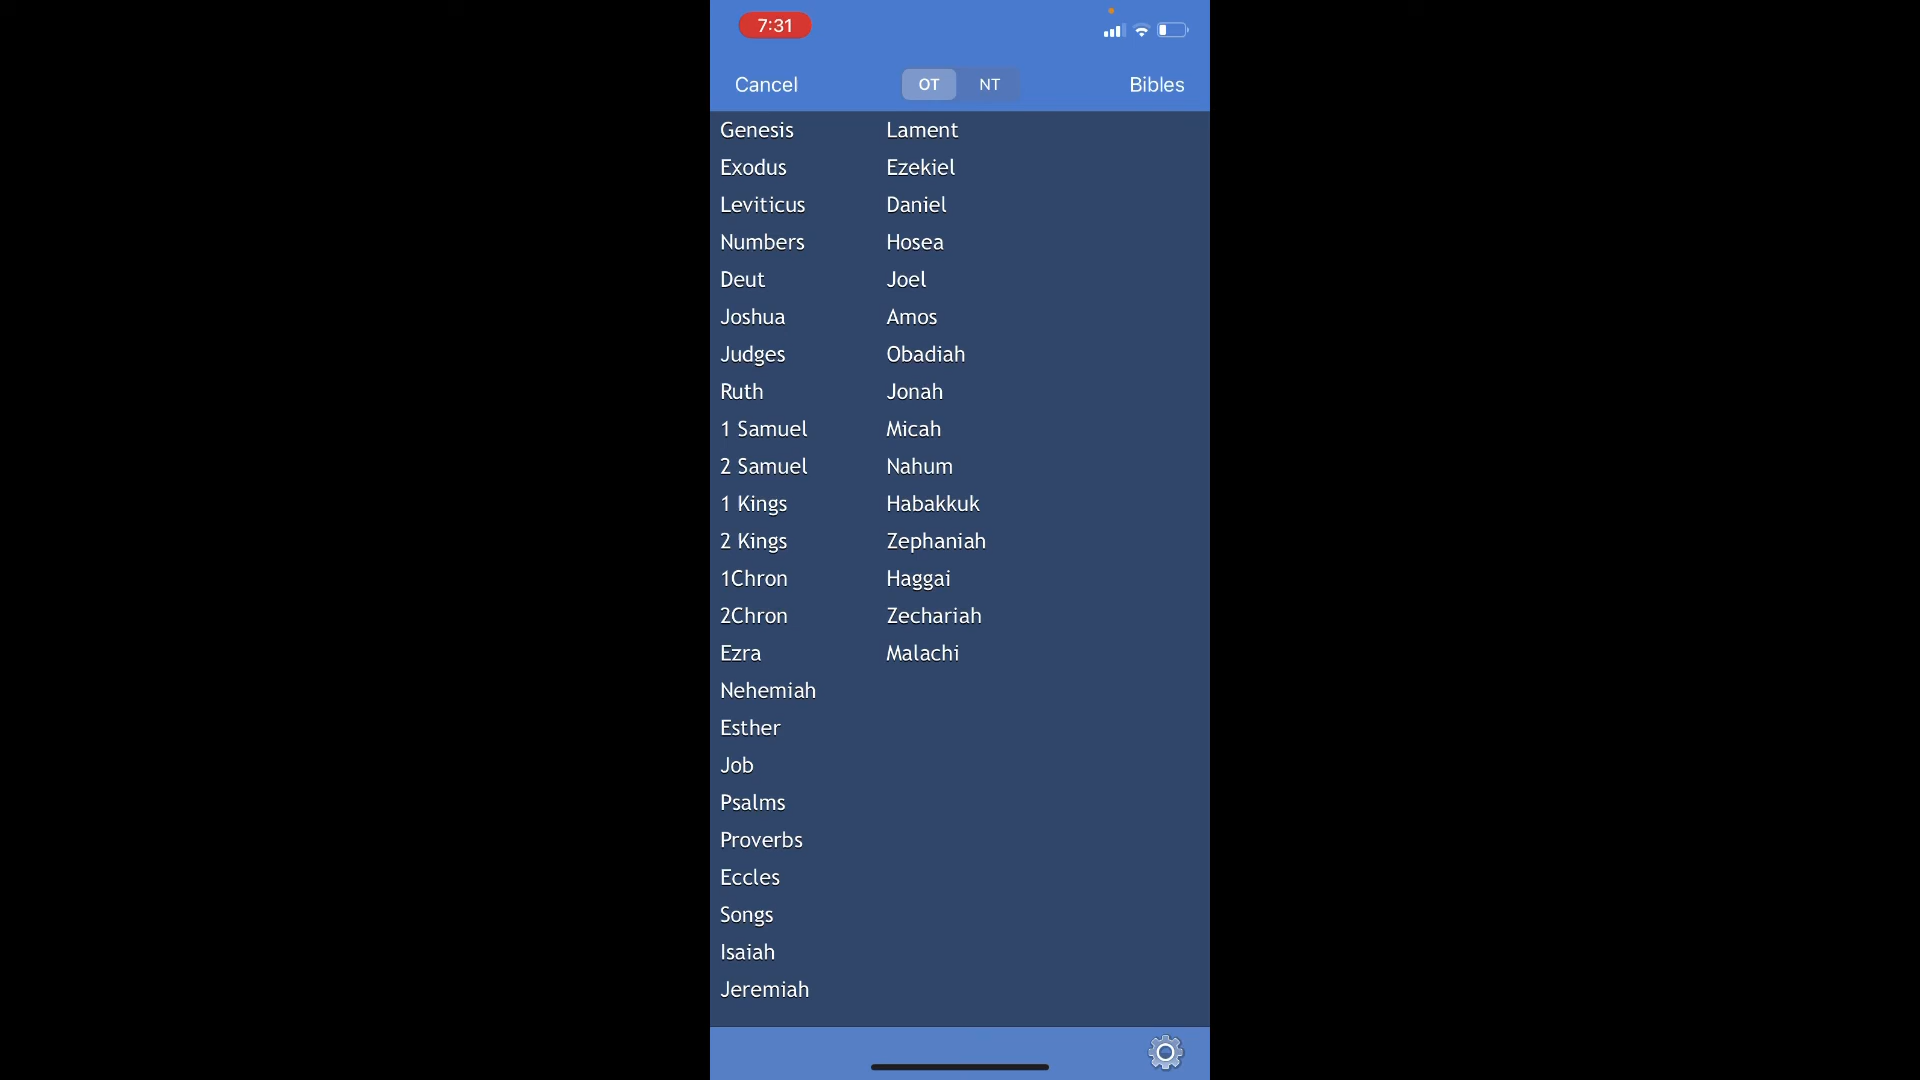 7:31
Cancel OT NT Bibles
Genesis
Exodus
Leviticus
Numbers
Deut
Joshua
Judges
Ruth
1 Samuel
2 Samuel
1 Kings
2 Kings
1Chron
2Chron
Ezra
Nehemiah
Esther
Job
Psalms
Proverbs
Eccles
Songs
Isaiah
Jeremiah
Lament
Ezekiel
Daniel
Hosea
Joel
Amos
Obadiah
Jonah
Micah
Nahum
Habakkuk
Zephaniah
Haggai
Zechariah
Malachi